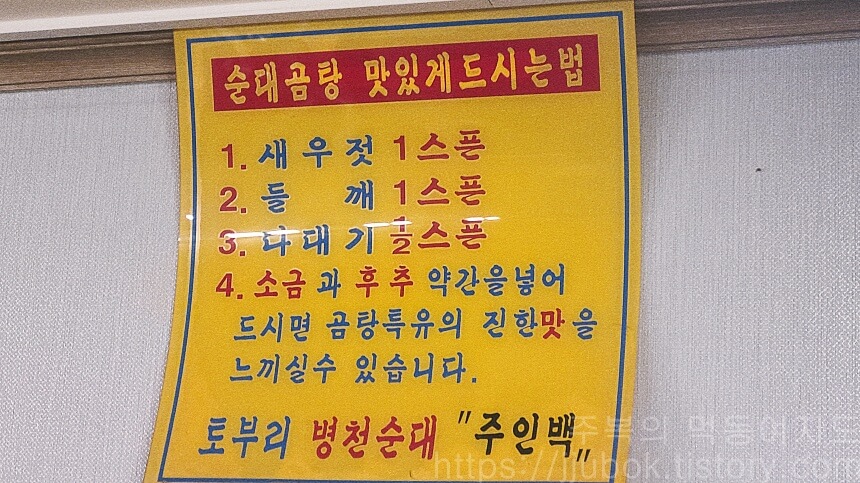 순대곰탕 맛있게드시는법
1. 새우젓 1스픈
2. 들 깨 1스픈
3. 다대기 ½스픈
4. 소금과 후추 약간을넣어
드시면 곰탕특유의 진한맛을
느끼실수 있습니다.
토부리 병천순대 "주인백"
https://jjubok.tistory.com